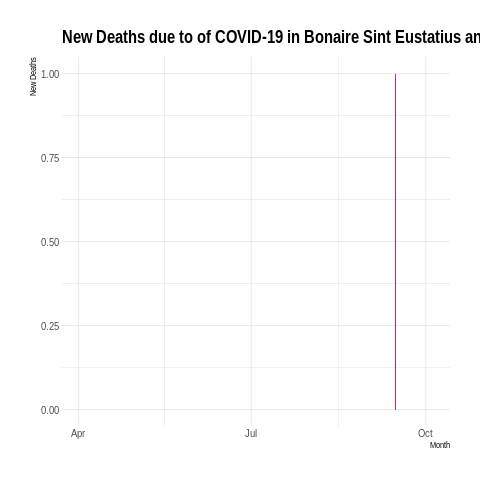 New Deaths due to of COVID-19 in Bonaire Sint Eustatius an
New Deaths
1.00
0.75
0.50
0.25
0.00
Apr
Jul
Oct
Month